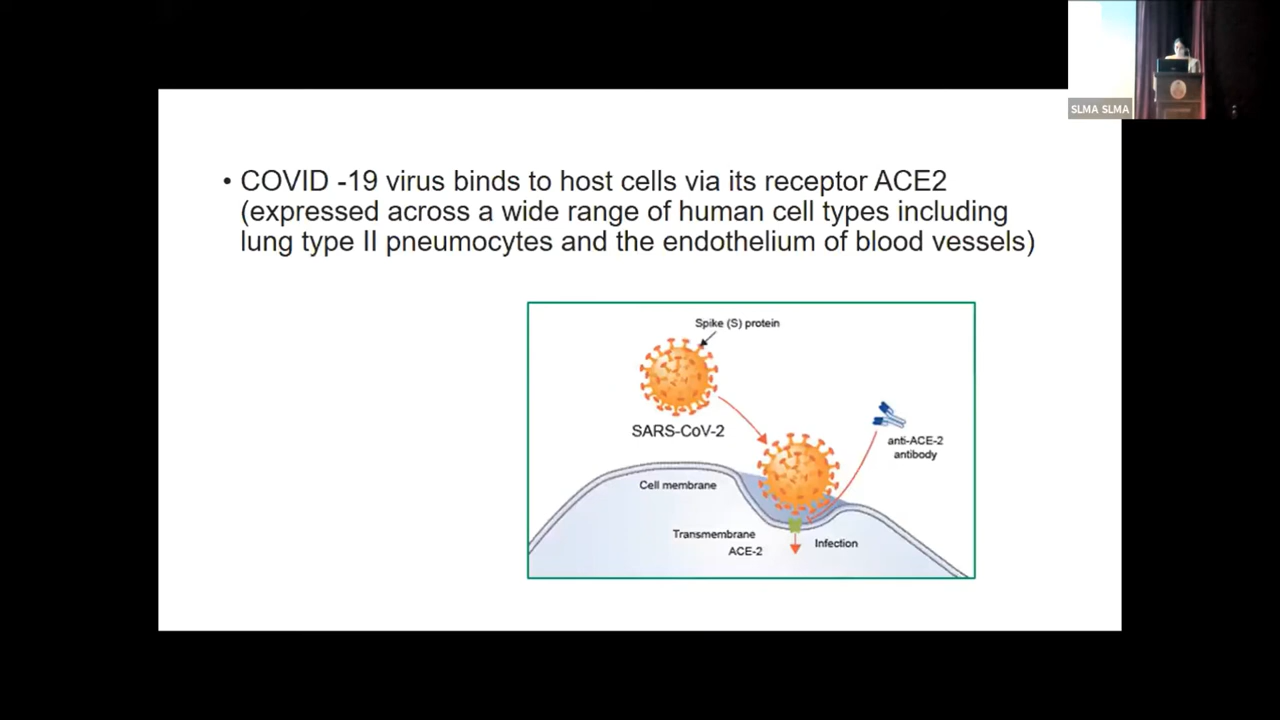 SLMA SLMA
• COVID -19 virus binds to host cells via its receptor ACE2
(expressed across a wide range of human cell types including
lung type II pneumocytes and the endothelium of blood vessels)
Spike (S) protein
SARS-CoV-2
anti-ACE-2
antibody
Cell membrane
Transmembrane
ACE-2
Infection